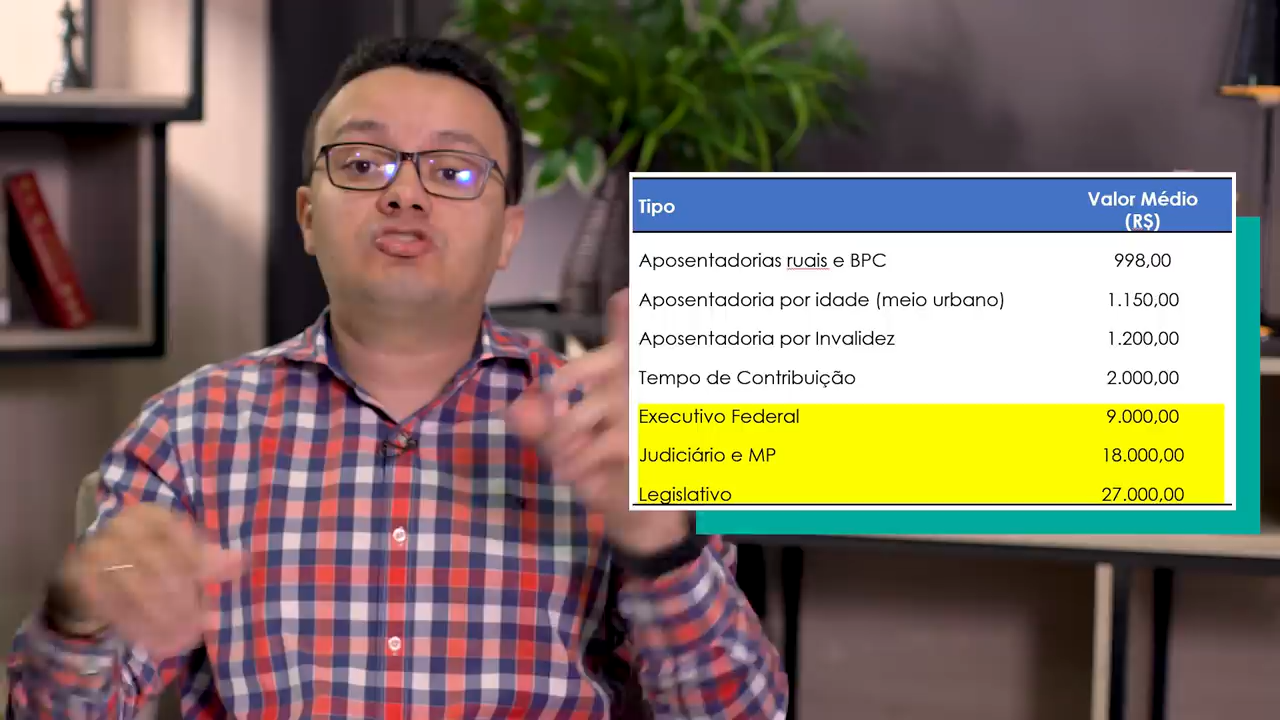 Tipo Valor Médio
(R$)
Aposentadorias ruais e BPC 998,00
Aposentadoria por idade (meio urbano) 1.150,00
Aposentadoria por Invalidez 1.200,00
Tempo de Contribuição 2.000,00
Executivo Federal 9.000,00
Judiciário e MP 18.000,00
Legislativo 27.000,00